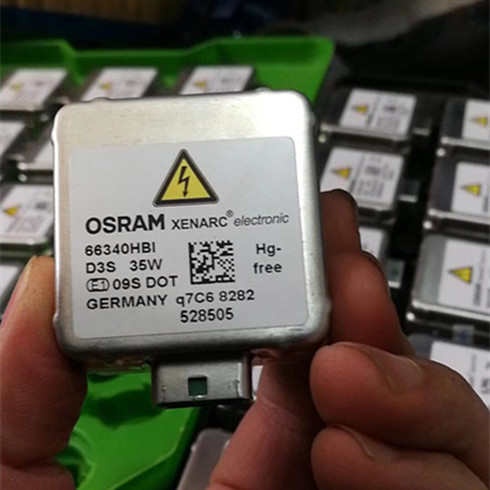 OSRAM XENARC® electronic
66340HBI
D3S 35W
Hg-free
E1 09S DOT
GERMANY q7C6 8282
528505